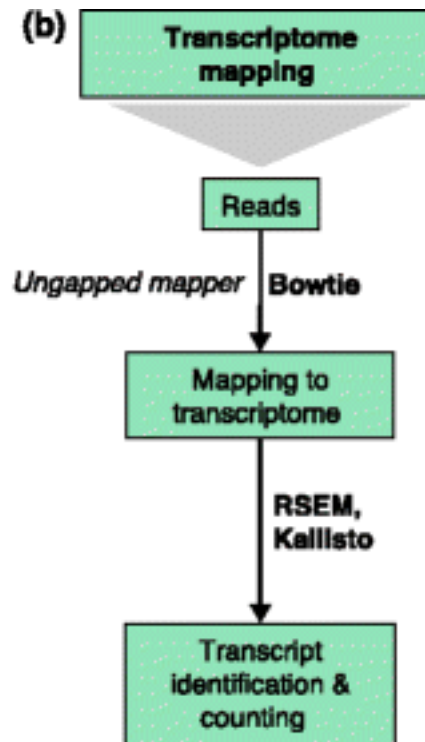 (b)
Transcriptome
mapping
Reads
Ungapped mapper Bowtie
Mapping to
transcriptome
RSEM,
Kallisto
Transcript
identification &
counting